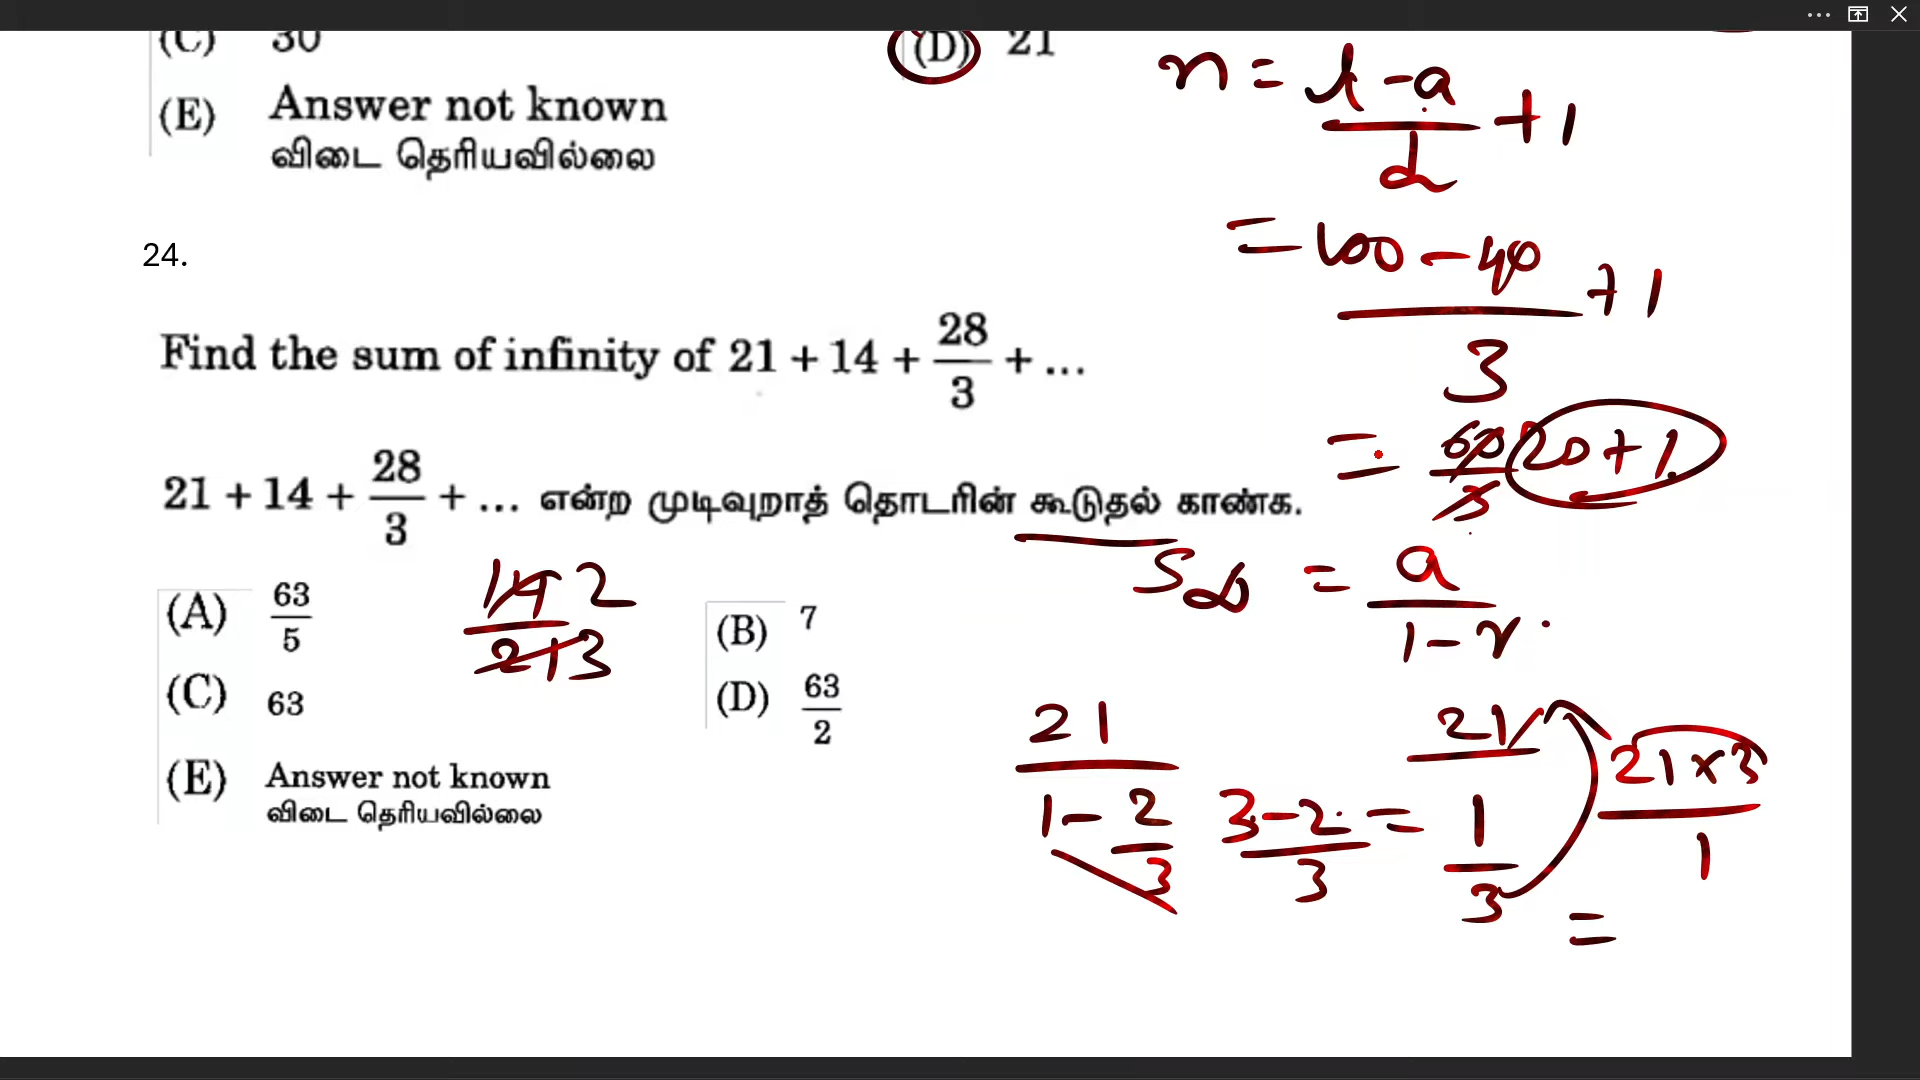 (C) 30
(D) 21
(E) Answer not known
விடை தெரியவில்லை
n = l - a / d + 1
= 100 - 40 / 3 + 1
= 60 / 3 20 + 1
24.
Find the sum of infinity of 21 + 14 + 28/3 + ...
21 + 14 + 28/3 + ... என்ற முடிவுறாத் தொடரின் கூடுதல் காண்க.
S∞ = a / 1 - r
14 2 / 21 3
(A) 63/5
(B) 7
(C) 63
(D) 63/2
(E) Answer not known
விடை தெரியவில்லை
21 / 1 - 2/3
3 - 2 / 3 = 21 / 1/3
21 × 3 / 1
=